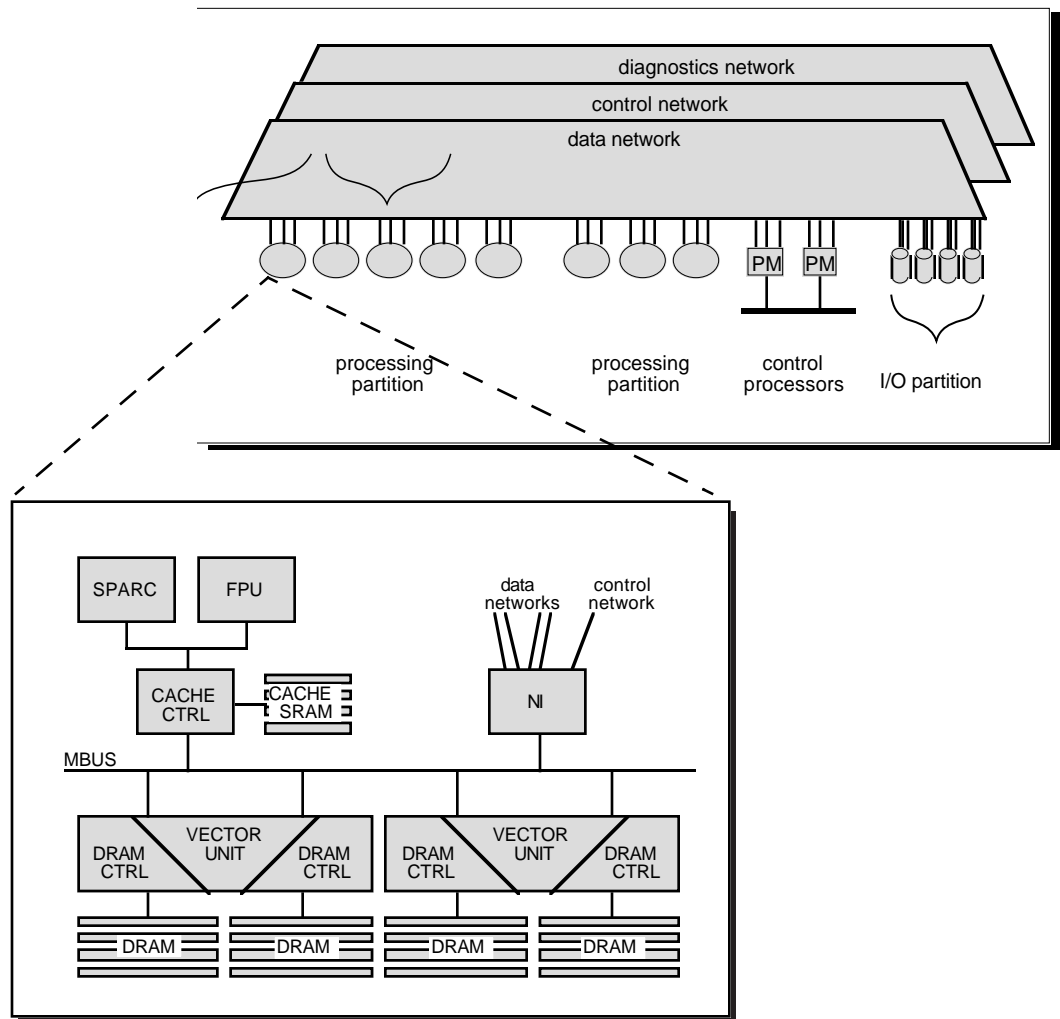 diagnostics network
control network
data network
PM PM
processing partition
processing partition
control processors
I/O partition
SPARC
FPU
data networks
control network
CACHE CTRL
CACHE SRAM
NI
MBUS
DRAM CTRL
VECTOR UNIT
DRAM CTRL
DRAM CTRL
VECTOR UNIT
DRAM CTRL
DRAM
DRAM
DRAM
DRAM